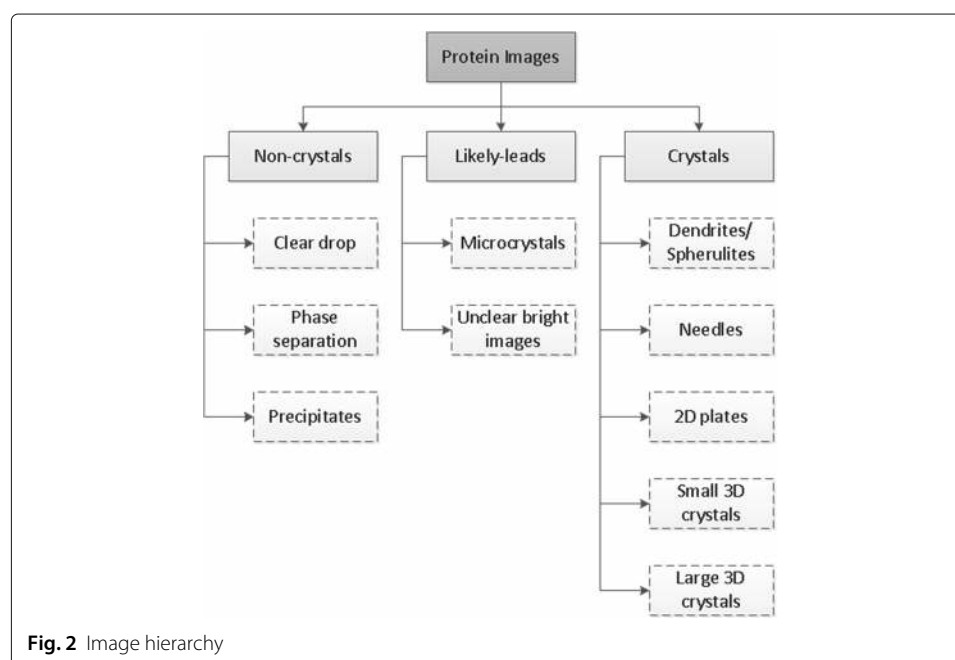 Protein Images
Non-crystals
Likely-leads
Crystals
Clear drop
Microcrystals
Dendrites/
Spherulites
Phase
separation
Unclear bright
images
Needles
Precipitates
2D plates
Small 3D
crystals
Large 3D
crystals
Fig. 2 Image hierarchy